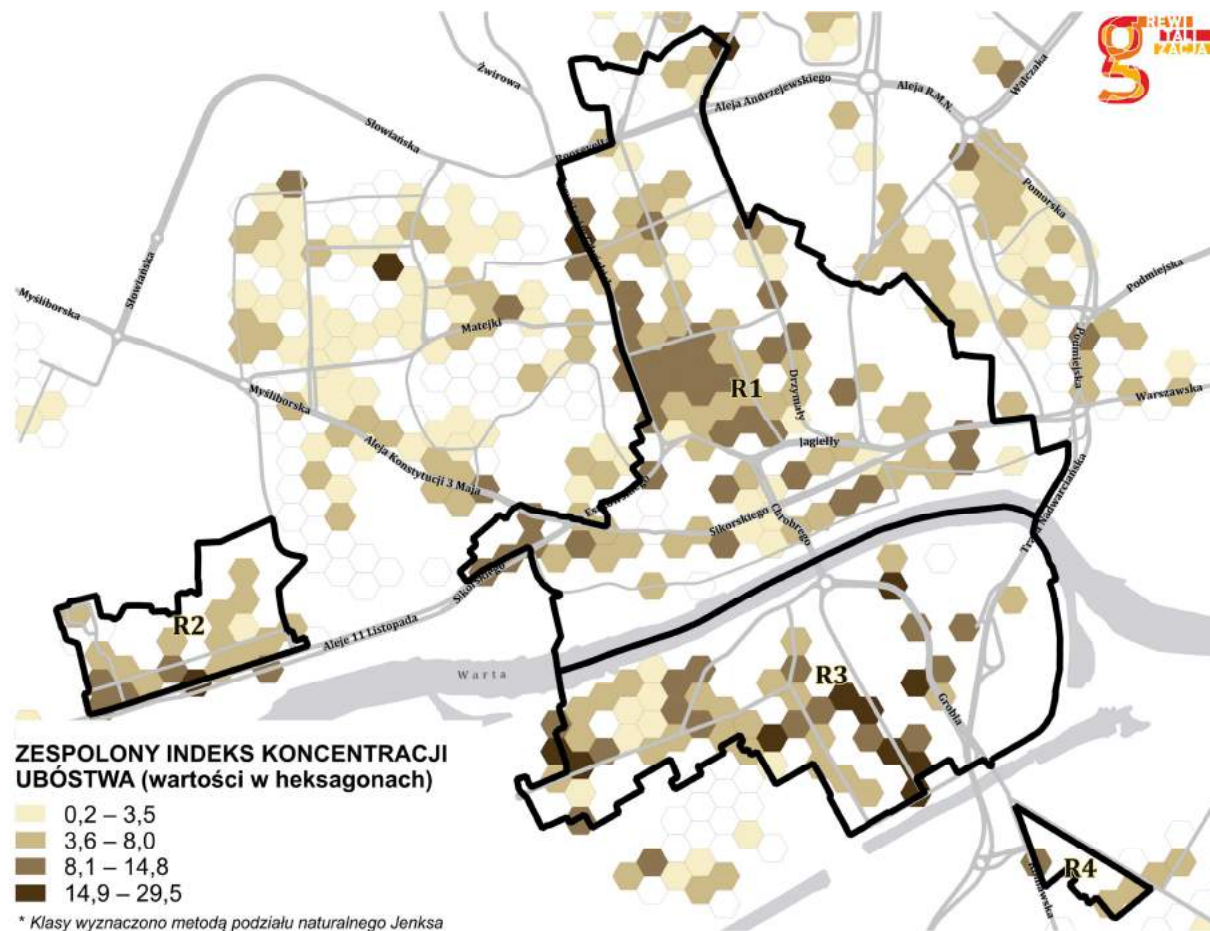 REWI
TALI
ZACJA
Żwirowa
Walczaka
Aleja Andrzejewskiego
Aleja R.M.N.
Słowiańska
Pomorska
Słowiańska
Myśliborska
Podmiejska
Matejki
Podmiejska
Drzymały
R1
Myśliborska
Warszawska
Jagiełły
Aleja Konstytucji 3 Maja
Sikorskiego
Chrobrego
Trasa Nadwarciańska
Sikorskiego
R2
Aleje 11 Listopada
Warta
R3
Grobla
ZESPOLONY INDEKS KONCENTRACJI
UBÓSTWA (wartości w heksagonach)
0,2 – 3,5
3,6 – 8,0
8,1 – 14,8
14,9 – 29,5
R4
* Klasy wyznaczono metodą podziału naturalnego Jenksa